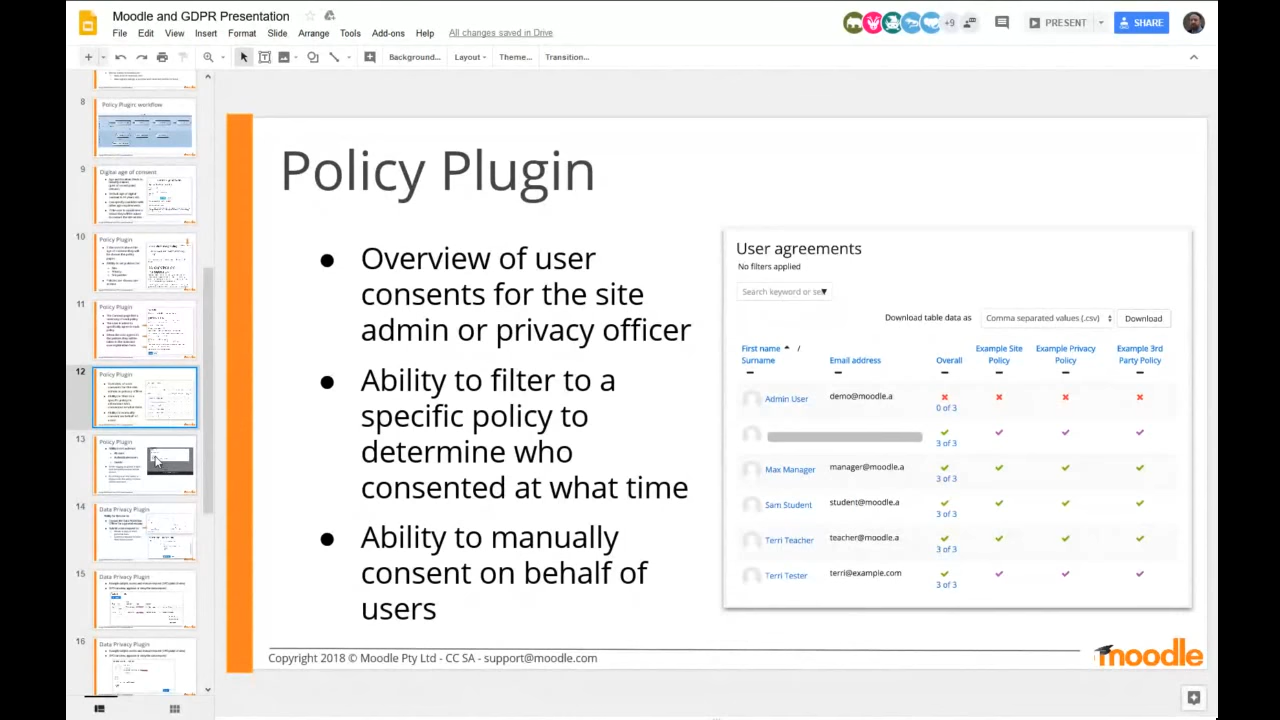 Moodle and GDPR Presentation
File Edit View Insert Format Slide Arrange Tools Add-ons Help All changes saved in Drive
+9
PRESENT
SHARE
Background... Layout Theme... Transition...
8
Policy Plugin: workflow
9
Digital age of consent
10
Policy Plugin
11
Policy Plugin
12
Policy Plugin
13
Policy Plugin
14
Data Privacy Plugin
15
Data Privacy Plugin
16
Data Privacy Plugin
Policy Plugin
● Overview of user
consents for the site
admin or privacy officer
● Ability to filter to a
specific policy to
determine who
consented at what time
● Ability to manually
consent on behalf of
users
User agreements
No filters applied
Search keyword or se
Download table data as Comma separated values (.csv) Download
First name / Surname Email address Overall Example Site Policy Example Privacy Policy Example 3rd Party Policy
Admin User demo@moodle.a 0 of 3
3 of 3
Max Manager manager@moodle.a 3 of 3
Sam Student student@moodle.a 3 of 3
Terri Teacher teacher@moodle.a 3 of 3
Terri Tester terri@example.com 3 of 3
Copyright 2018 © Moodle Pty Ltd - CC SA - support@moodle.com
moodle